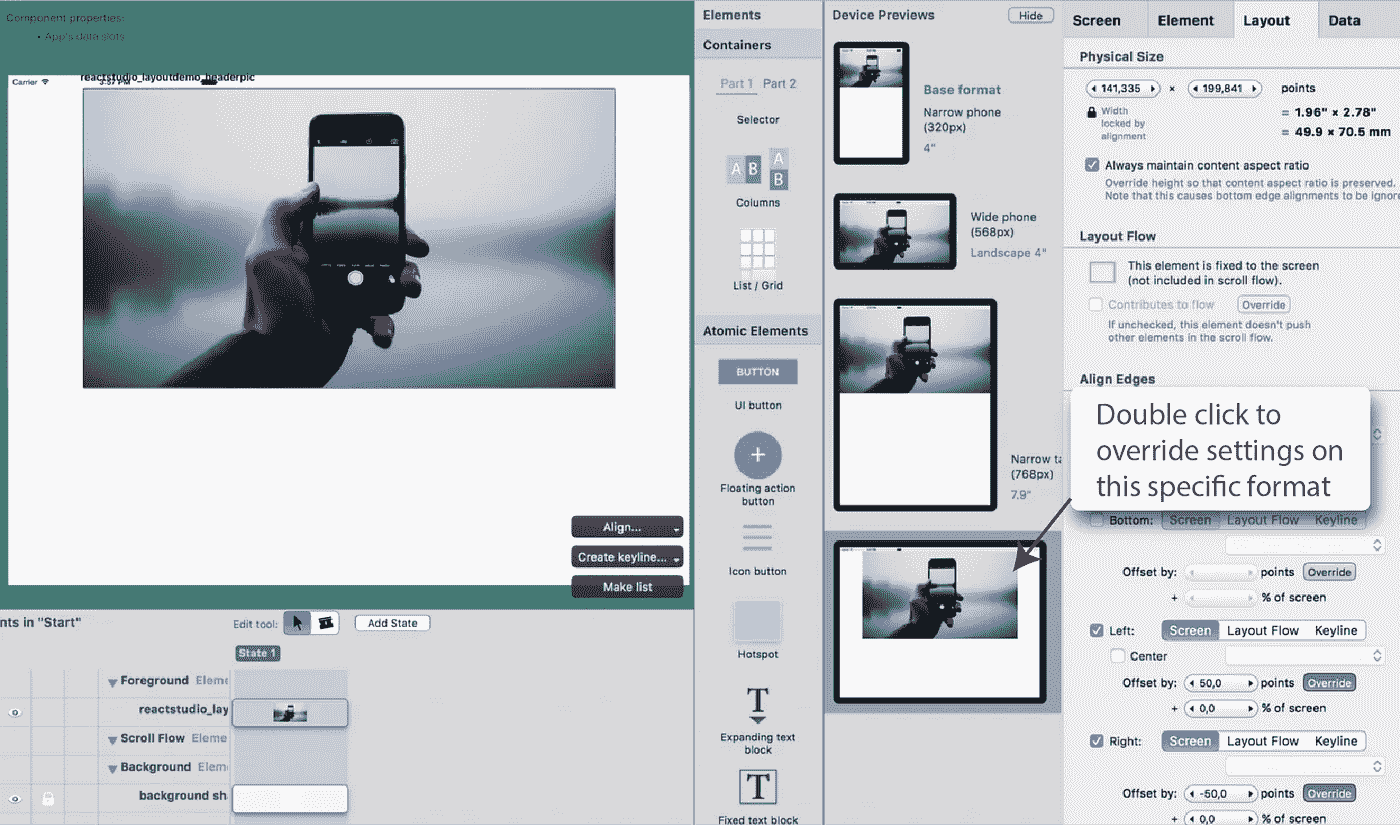 Component properties:
• App's date slots
Carrier
reactstudio_layoutdemo_headerpic
Align...
Create keyline...
Make list
nts in "Start"
Edit tool:
Add State
State 1
Foreground Eleme
reactstudio_lay
Scroll Flow Eleme
Background Elem
background sh
Elements
Containers
Part 1 Part 2
Selector
A B A B
Columns
List / Grid
Atomic Elements
BUTTON
UI button
+
Floating action
button
Icon button
Hotspot
T
Expanding text
block
T
Fixed text block
Device Previews
Hide
Base format
Narrow phone
(320px)
4"
Wide phone
(568px)
Landscape 4"
Narrow ta
(768px)
7.9"
Screen Element Layout Data
Physical Size
141,335 × 199,841 points
Width
locked by
alignment
= 1.96" × 2.78"
= 49.9 × 70.5 mm
Always maintain content aspect ratio
Override height so that content aspect ratio is preserved.
Note that this causes bottom edge alignments to be ignore
Layout Flow
This element is fixed to the screen
(not included in scroll flow).
Contributes to flow Override
If unchecked, this element doesn't push
other elements in the scroll flow.
Align Edges
Double click to
override settings on
this specific format
Bottom: Screen Layout Flow Keyline
Offset by: points Override
+ % of screen
Left: Screen Layout Flow Keyline
Center
Offset by: 50,0 points Override
+ 0,0 % of screen
Right: Screen Layout Flow Keyline
Offset by: -50,0 points Override
+ 0,0 % of screen